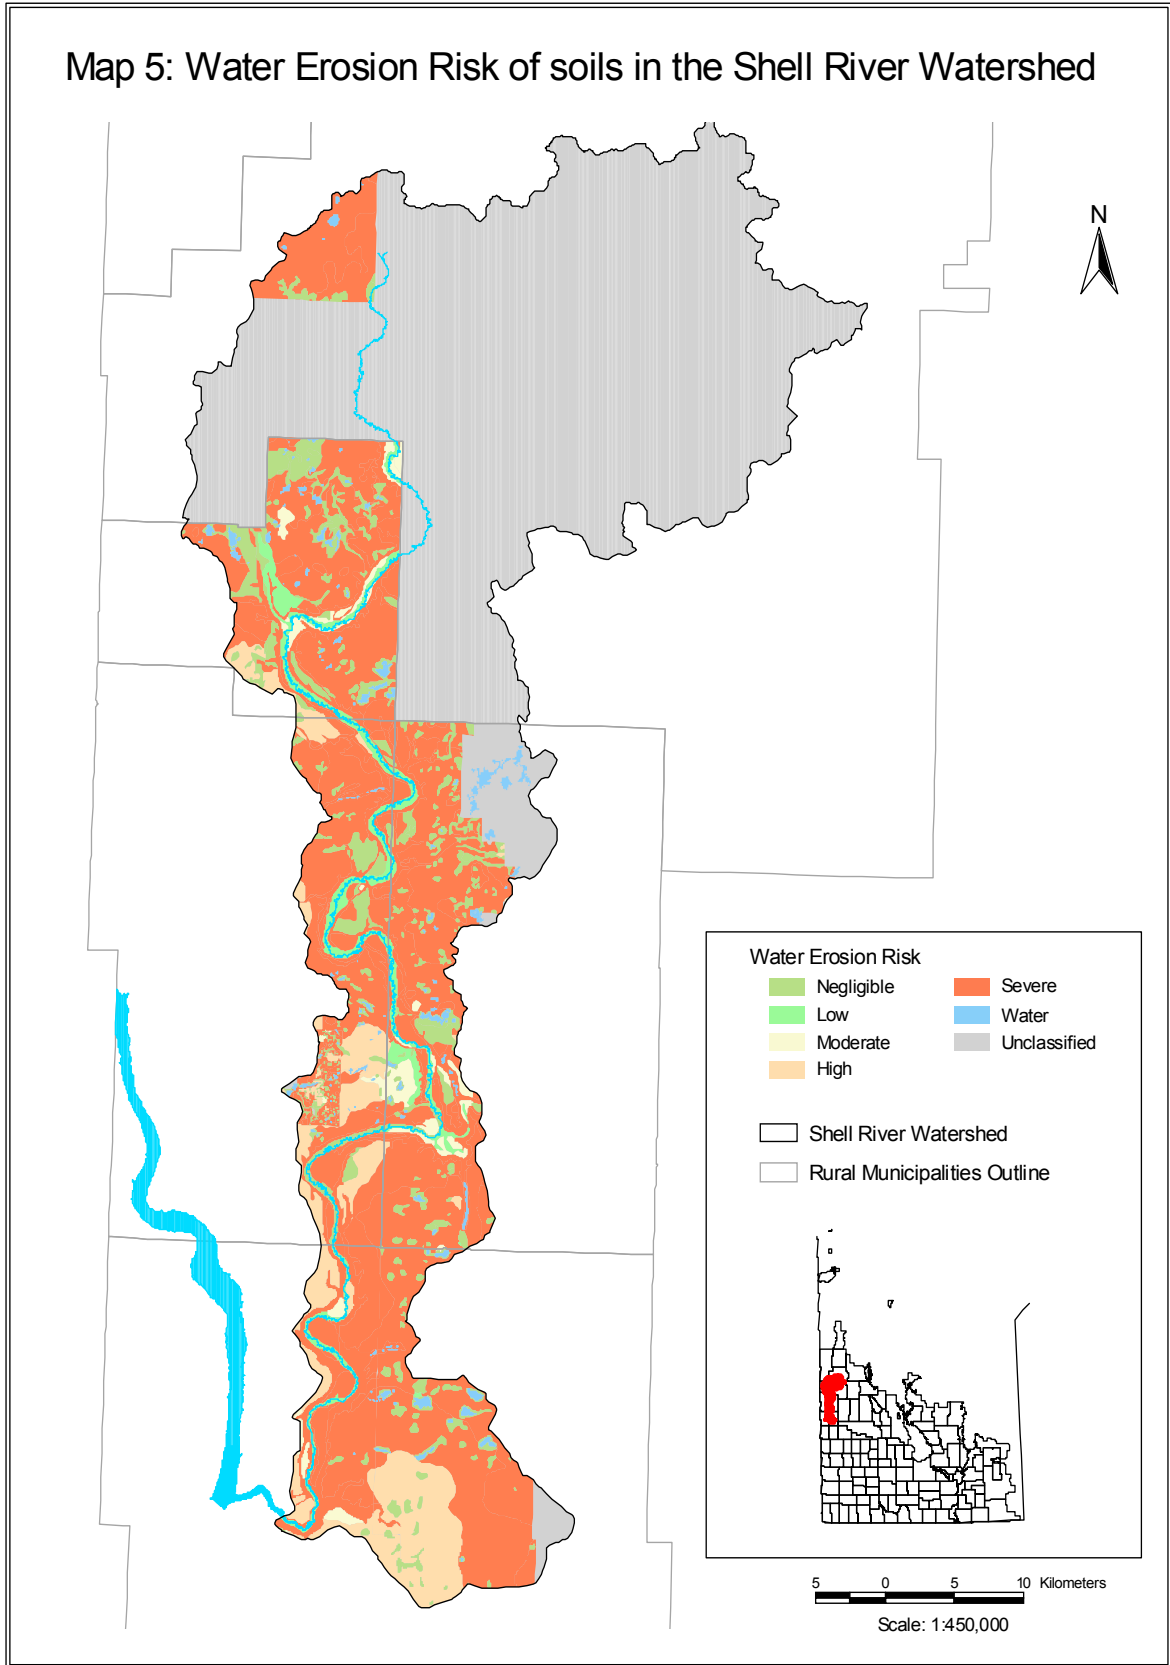 Map 5: Water Erosion Risk of soils in the Shell River Watershed
N
Water Erosion Risk
Negligible
Low
Moderate
High
Severe
Water
Unclassified
Shell River Watershed
Rural Municipalities Outline
5 0 5 10 Kilometers
Scale: 1:450,000